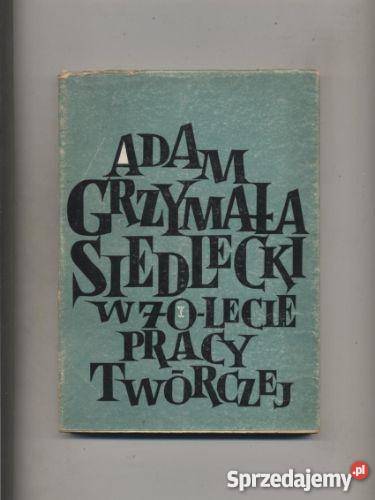 ADAM
GRZYMAŁA
SIEDLECKI
W 70-LECIE
PRACY
TWÓRCZEJ
Sprzedajemy.pl